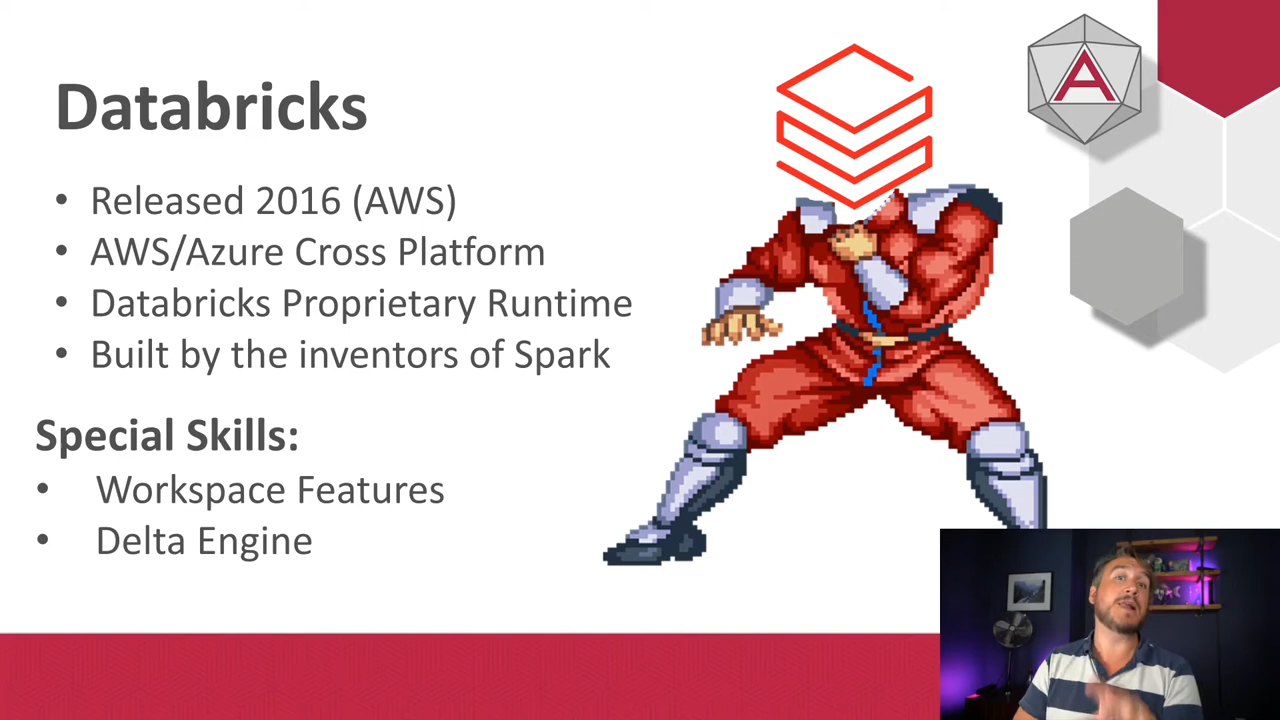 Databricks
• Released 2016 (AWS)
• AWS/Azure Cross Platform
• Databricks Proprietary Runtime
• Built by the inventors of Spark
Special Skills:
• Workspace Features
• Delta Engine
A